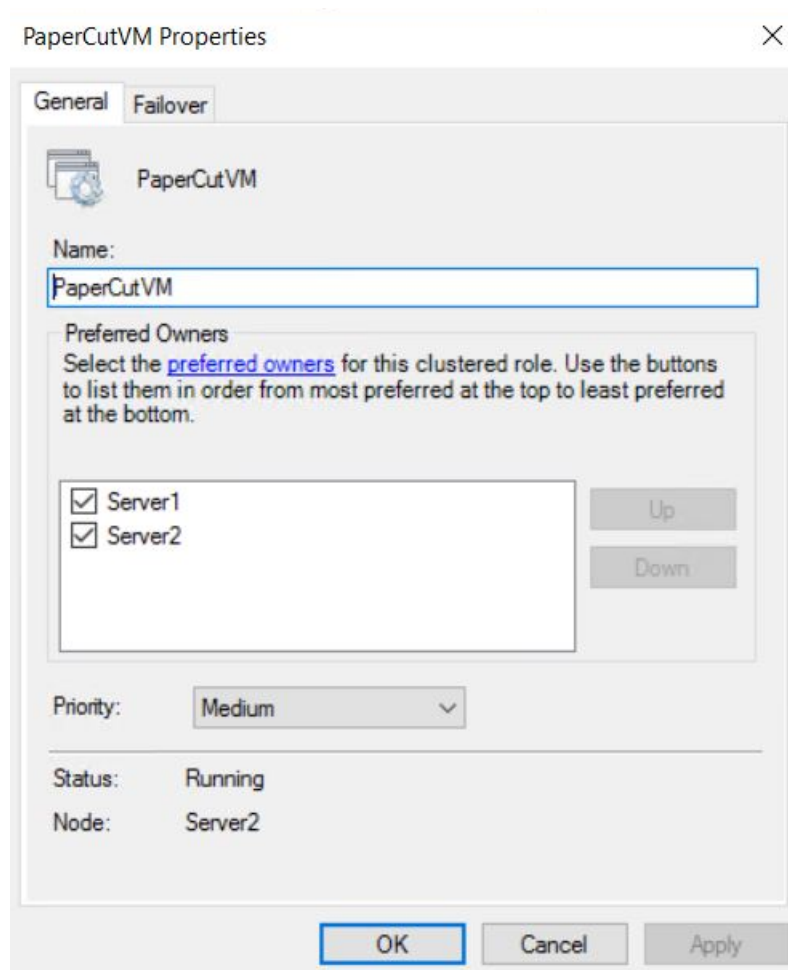 PaperCutVM Properties
General Failover
PaperCutVM
Name:
PaperCutVM
Preferred Owners
Select the preferred owners for this clustered role. Use the buttons
to list them in order from most preferred at the top to least preferred
at the bottom.
Server1
Server2
Up
Down
Priority: Medium
Status: Running
Node: Server2
OK Cancel Apply